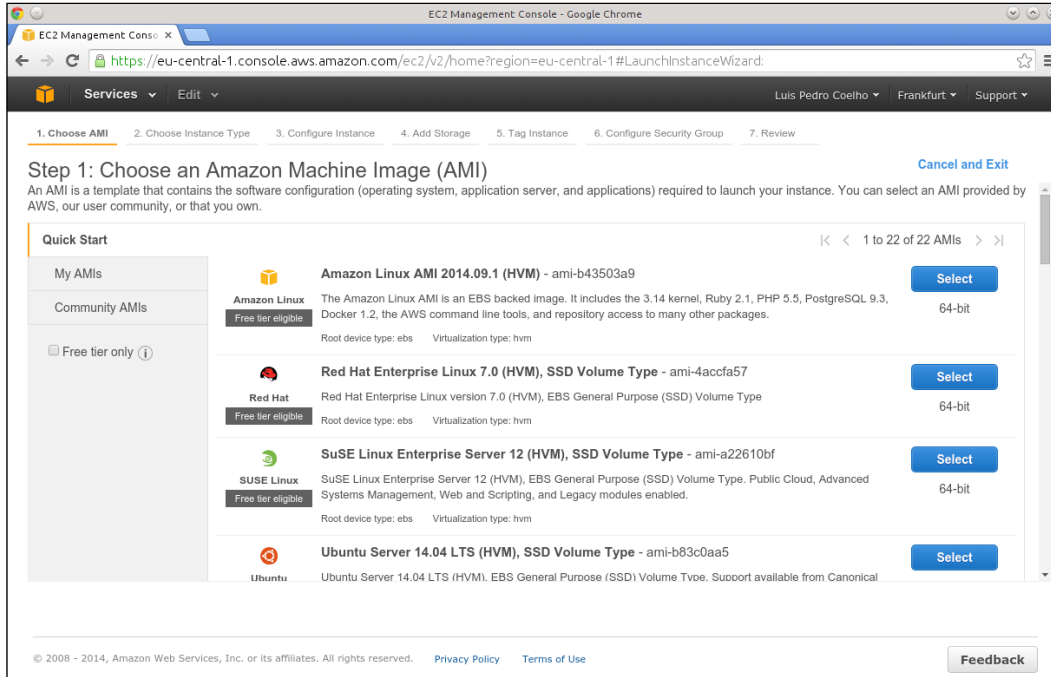 EC2 Management Console - Google Chrome
EC2 Management Conso
https://eu-central-1.console.aws.amazon.com/ec2/v2/home?region=eu-central-1#LaunchInstanceWizard:
Services Edit Luis Pedro Coelho Frankfurt Support
1. Choose AMI 2. Choose Instance Type 3. Configure Instance 4. Add Storage 5. Tag Instance 6. Configure Security Group 7. Review
Step 1: Choose an Amazon Machine Image (AMI)
Cancel and Exit
An AMI is a template that contains the software configuration (operating system, application server, and applications) required to launch your instance. You can select an AMI provided by
AWS, our user community, or that you own.
Quick Start
1 to 22 of 22 AMIs
My AMIs
Community AMIs
Free tier only
Amazon Linux
Free tier eligible
Amazon Linux AMI 2014.09.1 (HVM) - ami-b43503a9
The Amazon Linux AMI is an EBS backed image. It includes the 3.14 kernel, Ruby 2.1, PHP 5.5, PostgreSQL 9.3,
Docker 1.2, the AWS command line tools, and repository access to many other packages.
Root device type: ebs Virtualization type: hvm
Select
64-bit
Red Hat
Free tier eligible
Red Hat Enterprise Linux 7.0 (HVM), SSD Volume Type - ami-4accfa57
Red Hat Enterprise Linux version 7.0 (HVM), EBS General Purpose (SSD) Volume Type
Root device type: ebs Virtualization type: hvm
Select
64-bit
SUSE Linux
Free tier eligible
SuSE Linux Enterprise Server 12 (HVM), SSD Volume Type - ami-a22610bf
SuSE Linux Enterprise Server 12 (HVM), EBS General Purpose (SSD) Volume Type. Public Cloud, Advanced
Systems Management, Web and Scripting, and Legacy modules enabled.
Root device type: ebs Virtualization type: hvm
Select
64-bit
Ubuntu
Ubuntu Server 14.04 LTS (HVM), SSD Volume Type - ami-b83c0aa5
Ubuntu Server 14.04 LTS (HVM), EBS General Purpose (SSD) Volume Type. Support available from Canonical
Select
© 2008 - 2014, Amazon Web Services, Inc. or its affiliates. All rights reserved. Privacy Policy Terms of Use
Feedback